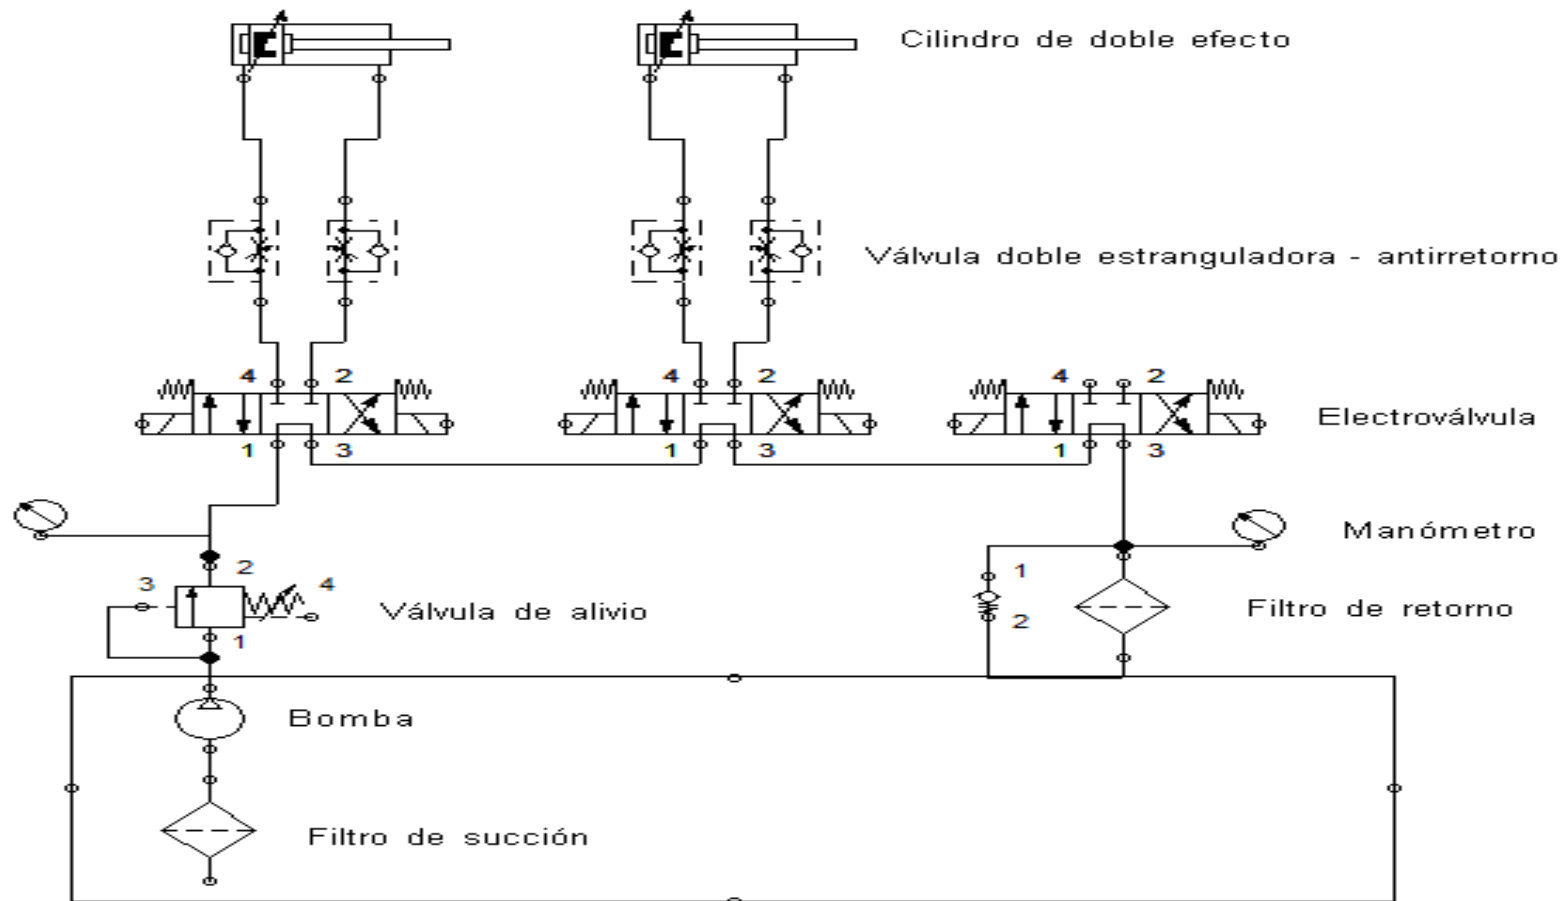 Cilindro de doble efecto
Válvula doble estranguladora - antirretorno
4 2 4 2 4 2
Electroválvula
1 3 1 3 1 3
Manómetro
3 2 4 1
Válvula de alivio
1 2
Filtro de retorno
Bomba
Filtro de succión